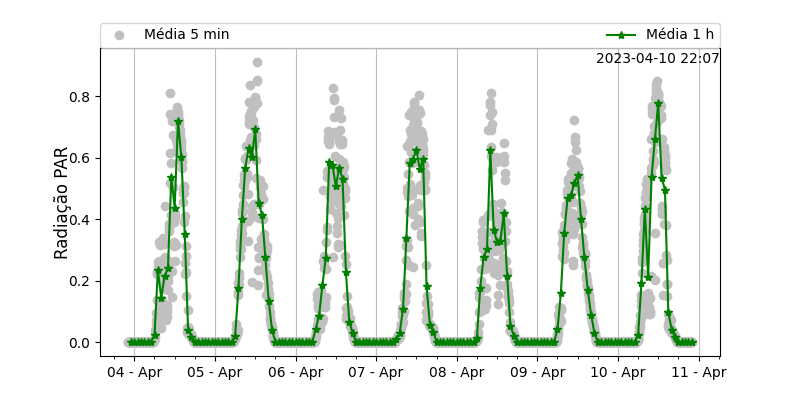 Média 5 min
Média 1 h
2023-04-10 22:07
Radiação PAR
0.8
0.6
0.4
0.2
0.0
04 - Apr
05 - Apr
06 - Apr
07 - Apr
08 - Apr
09 - Apr
10 - Apr
11 - Apr